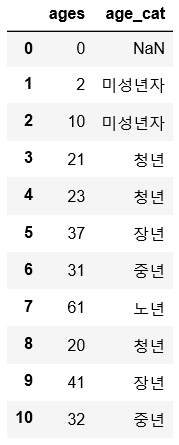 ages age_cat
0 0 NaN
1 2 미성년자
2 10 미성년자
3 21 청년
4 23 청년
5 37 장년
6 31 중년
7 61 노년
8 20 청년
9 41 장년
10 32 중년